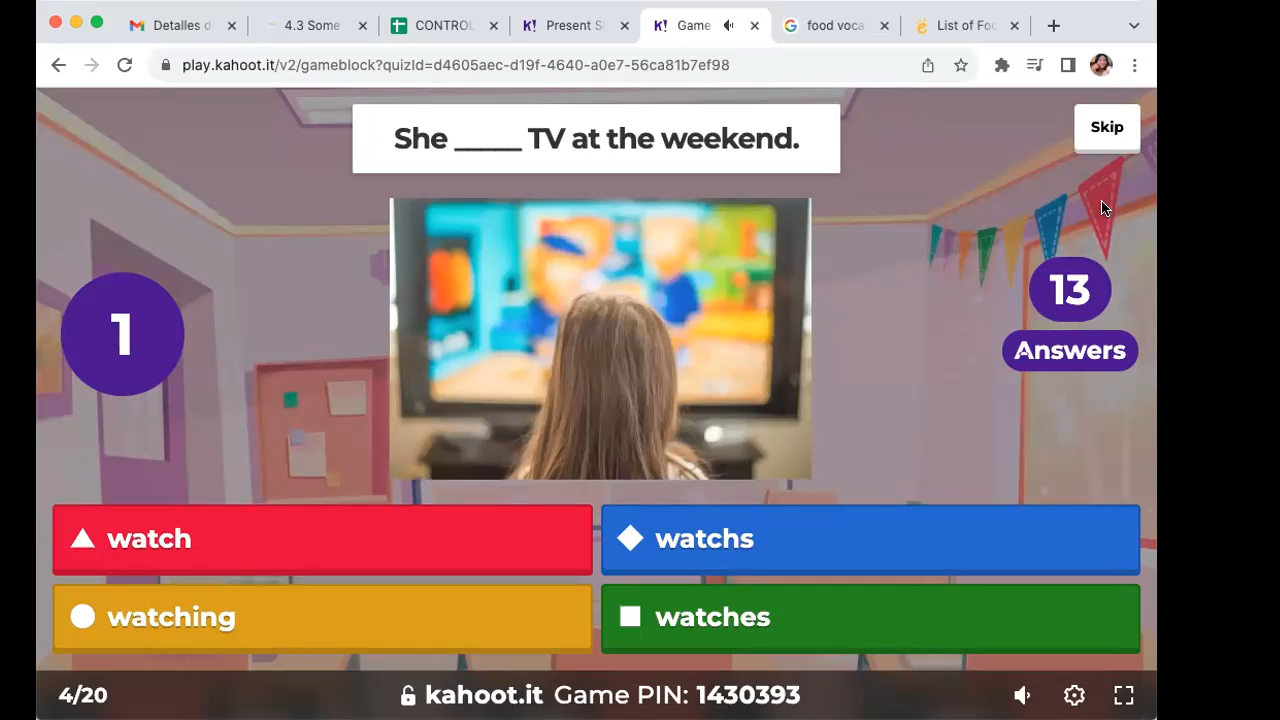 Detalles d
4.3 Some
CONTROL
K! Present Si
K! Game
food voca
List of Foo
play.kahoot.it/v2/gameblock?quizId=d4605aec-d19f-4640-a0e7-56ca81b7ef98
She _____ TV at the weekend.
Skip
1
13
Answers
watch
watchs
watching
watches
4/20
kahoot.it Game PIN: 1430393